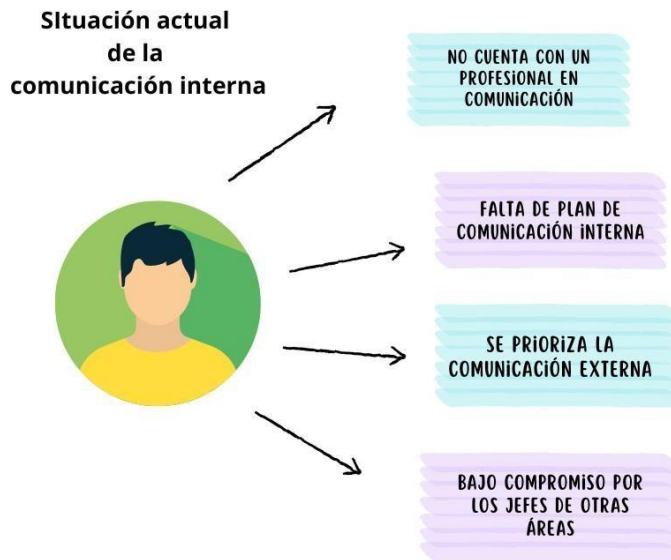 SItuación actual
de la
comunicación interna
NO CUENTA CON UN
PROFESIONAL EN
COMUNICACIÓN
FALTA DE PLAN DE
COMUNICACIÓN INTERNA
SE PRIORIZA LA
COMUNICACIÓN EXTERNA
BAJO COMPROMISO POR
LOS JEFES DE OTRAS
ÁREAS